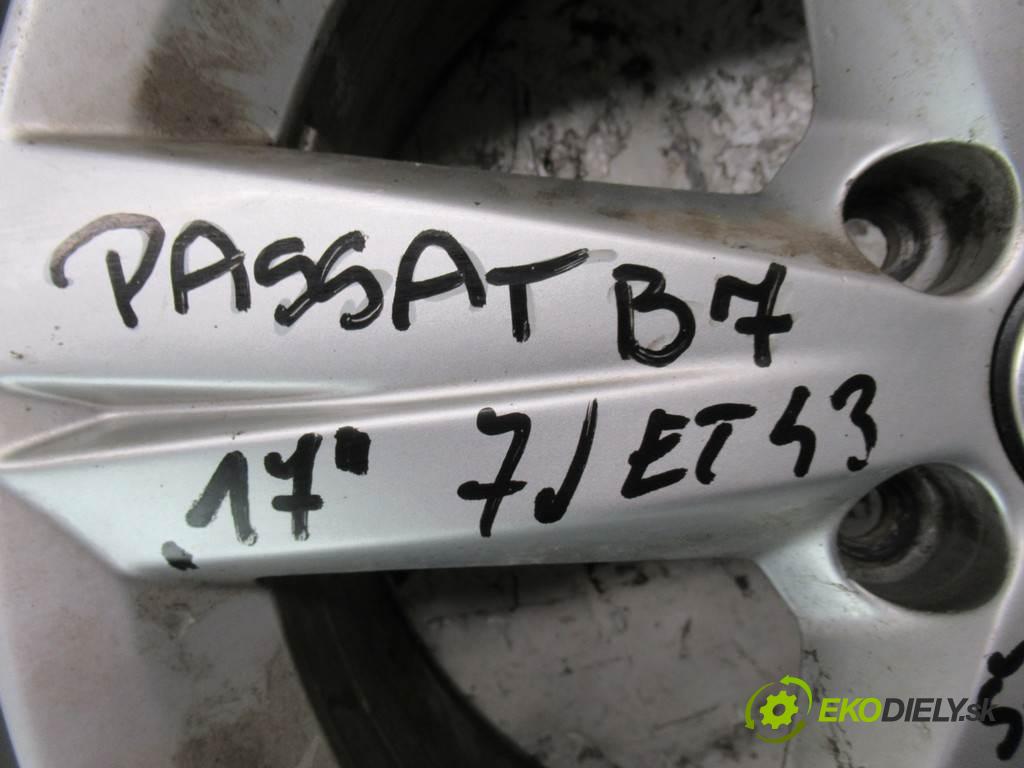 PASSAT B7
17" 7J ET43
EKODIELY.sk